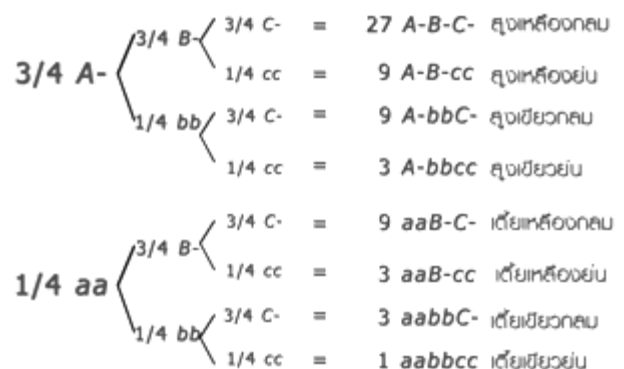 3/4 C- = 27 A-B-C- สูงเหลืองกลม
3/4 B-
1/4 cc = 9 A-B-cc สูงเหลืองย่น
3/4 A-
3/4 C- = 9 A-bbC- สูงเขียวกลม
1/4 bb
1/4 cc = 3 A-bbcc สูงเขียวย่น
3/4 C- = 9 aaB-C- เตี้ยเหลืองกลม
3/4 B-
1/4 cc = 3 aaB-cc เตี้ยเหลืองย่น
1/4 aa
3/4 C- = 3 aabbC- เตี้ยเขียวกลม
1/4 bb
1/4 cc = 1 aabbcc เตี้ยเขียวย่น